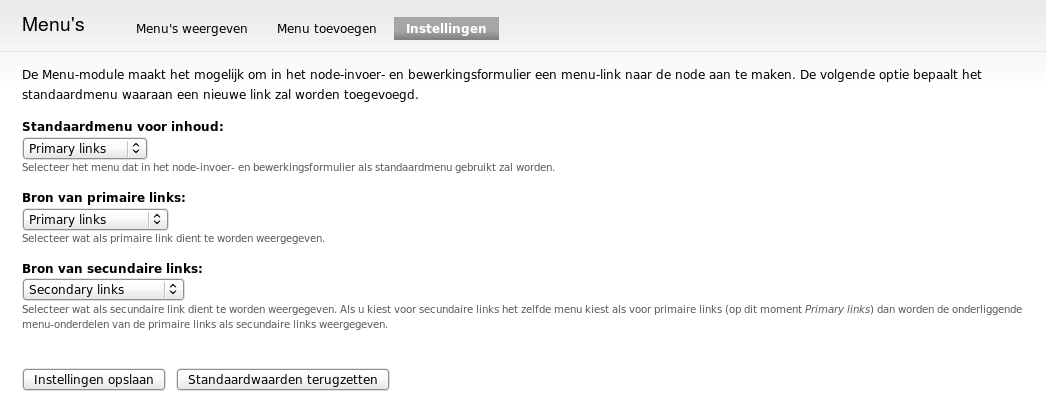 Menu's Menu's weergeven Menu toevoegen Instellingen
De Menu-module maakt het mogelijk om in het node-invoer- en bewerkingsformulier een menu-link naar de node aan te maken. De volgende optie bepaalt het
standaardmenu waaraan een nieuwe link zal worden toegevoegd.
Standaardmenu voor inhoud:
Primary links
Selecteer het menu dat in het node-invoer- en bewerkingsformulier als standaardmenu gebruikt zal worden.
Bron van primaire links:
Primary links
Selecteer wat als primaire link dient te worden weergegeven.
Bron van secundaire links:
Secondary links
Selecteer wat als secundaire link dient te worden weergegeven. Als u kiest voor secundaire links het zelfde menu kiest als voor primaire links (op dit moment Primary links) dan worden de onderliggende
menu-onderdelen van de primaire links als secundaire links weergegeven.
Instellingen opslaan Standaardwaarden terugzetten